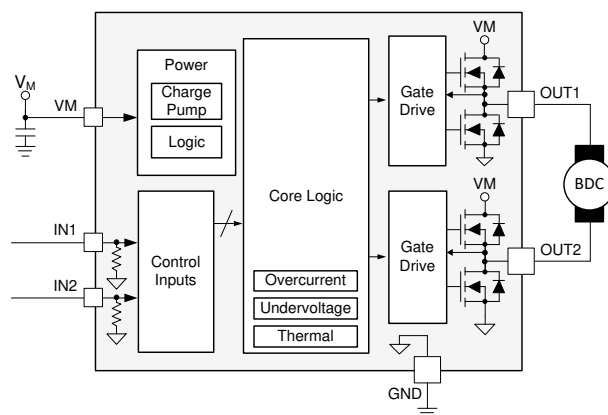 VM
Power
Gate
Drive
OUT1
VM
VM
Charge
Pump
Logic
BDC
Core Logic
VM
IN1
Control
Inputs
Gate
Drive
OUT2
IN2
Overcurrent
Undervoltage
Thermal
GND